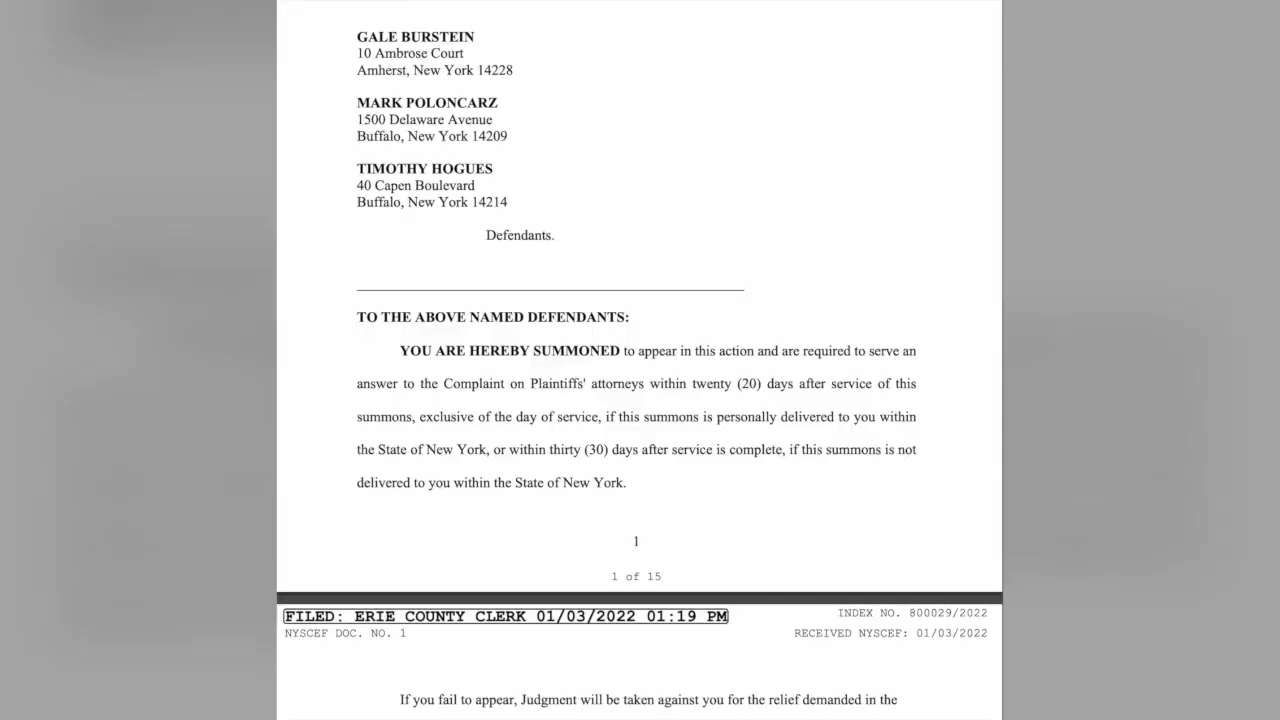 GALE BURSTEIN
10 Ambrose Court
Amherst, New York 14228
MARK POLONCARZ
1500 Delaware Avenue
Buffalo, New York 14209
TIMOTHY HOGUES
40 Capen Boulevard
Buffalo, New York 14214
Defendants.
TO THE ABOVE NAMED DEFENDANTS:
YOU ARE HEREBY SUMMONED to appear in this action and are required to serve an
answer to the Complaint on Plaintiffs' attorneys within twenty (20) days after service of this
summons, exclusive of the day of service, if this summons is personally delivered to you within
the State of New York, or within thirty (30) days after service is complete, if this summons is not
delivered to you within the State of New York.
1
1 of 15
FILED: ERIE COUNTY CLERK 01/03/2022 01:19 PM
INDEX NO. 800029/2022
NYSCEF DOC. NO. 1
RECEIVED NYSCEF: 01/03/2022
If you fail to appear, Judgment will be taken against you for the relief demanded in the